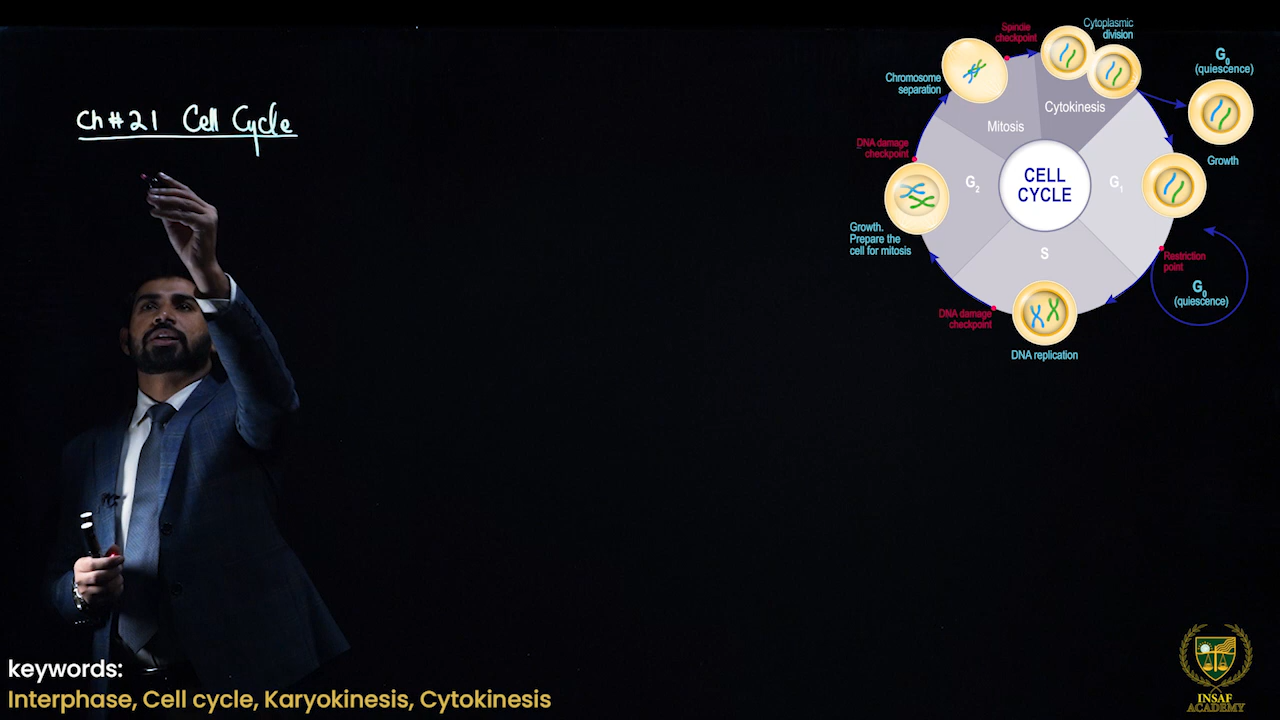 Ch # 21 Cell Cycle
Spindle
checkpoint
Cytoplasmic
division
G0
(quiescence)
Chromosome
separation
Cytokinesis
Mitosis
DNA damage
checkpoint
Growth
G2
CELL
CYCLE
G1
Growth.
Prepare the
cell for mitosis
S
Restriction
point
G0
(quiescence)
DNA damage
checkpoint
DNA replication
keywords:
Interphase, Cell cycle, Karyokinesis, Cytokinesis
INSAF
ACADEMY